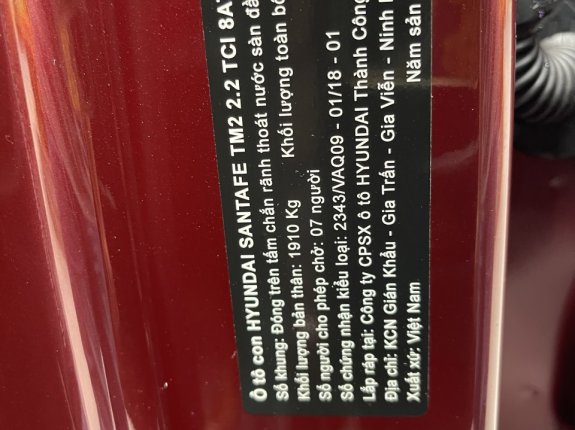 Ô tô con HYUNDAI SANTAFE TM2 2.2 TCI 8A
Số khung: Đóng trên tấm chắn rãnh thoát nước sàn
Khối lượng bản thân: 1910 Kg Khối lượng toàn
Số người cho phép chở: 07 người
Số chứng nhận kiểu loại: 2343/VAQ09 - 01/18 - 01
Lắp ráp tại: Công ty CPSX ô tô HYUNDAI Thành Công
Địa chỉ: KCN Gián Khẩu - Gia Trấn - Gia Viễn - Ninh
Xuất xứ: Việt Nam Năm sản